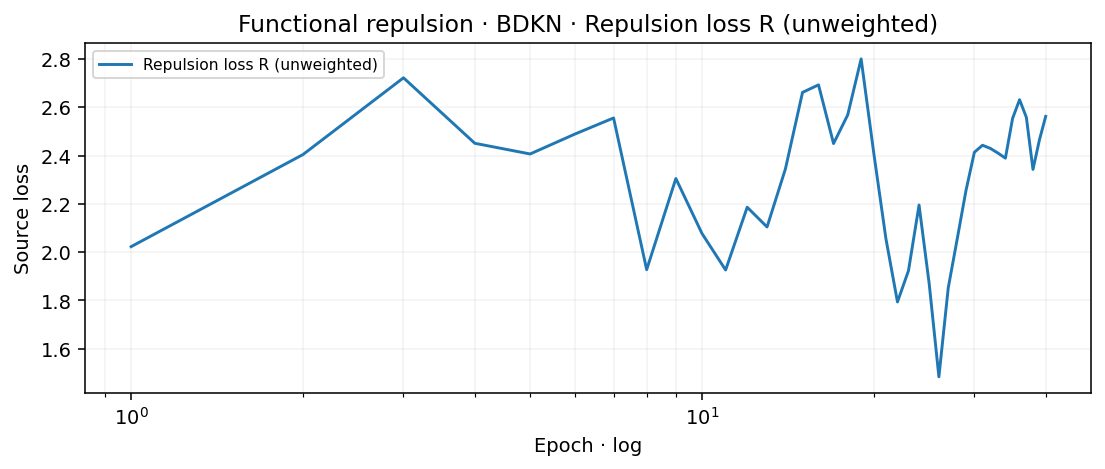 Functional repulsion · BDKN · Repulsion loss R (unweighted)
Repulsion loss R (unweighted)
Source loss
2.8
2.6
2.4
2.2
2.0
1.8
1.6
10⁰
10¹
Epoch · log